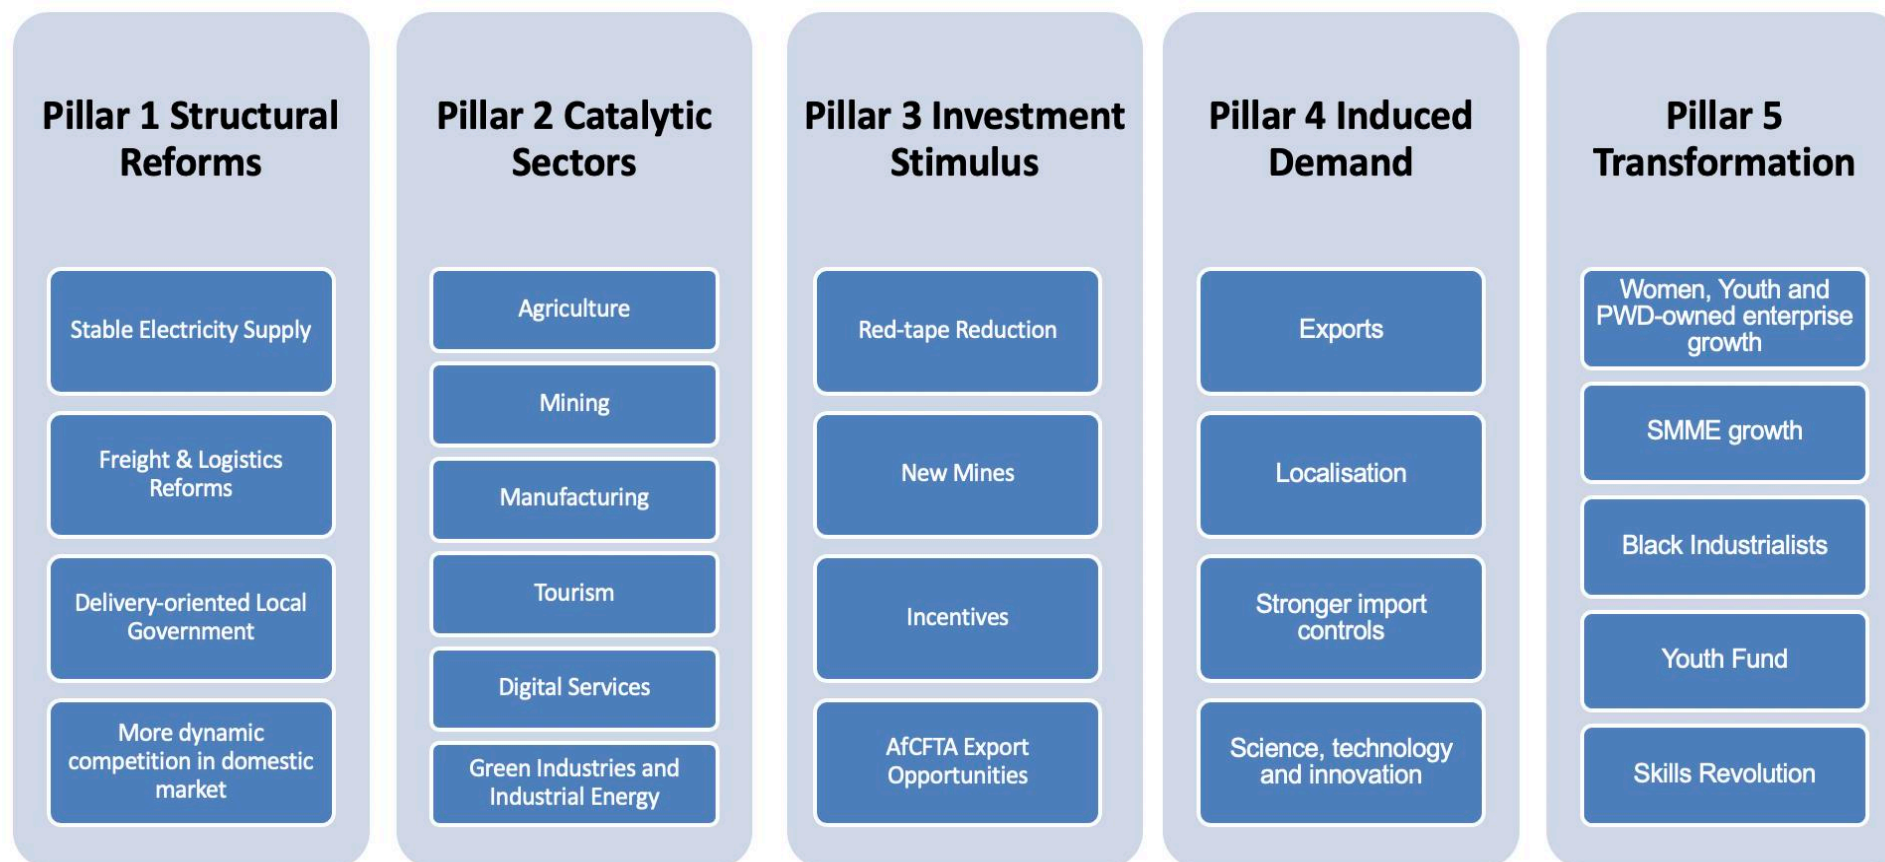 Pillar 1 Structural
Reforms
Stable Electricity Supply
Freight & Logistics
Reforms
Delivery-oriented Local
Government
More dynamic
competition in domestic
market
Pillar 2 Catalytic
Sectors
Agriculture
Mining
Manufacturing
Tourism
Digital Services
Green Industries and
Industrial Energy
Pillar 3 Investment
Stimulus
Red-tape Reduction
New Mines
Incentives
AfCFTA Export
Opportunities
Pillar 4 Induced
Demand
Exports
Localisation
Stronger import
controls
Science, technology
and innovation
Pillar 5
Transformation
Women, Youth and
PWD-owned enterprise
growth
SMME growth
Black Industrialists
Youth Fund
Skills Revolution